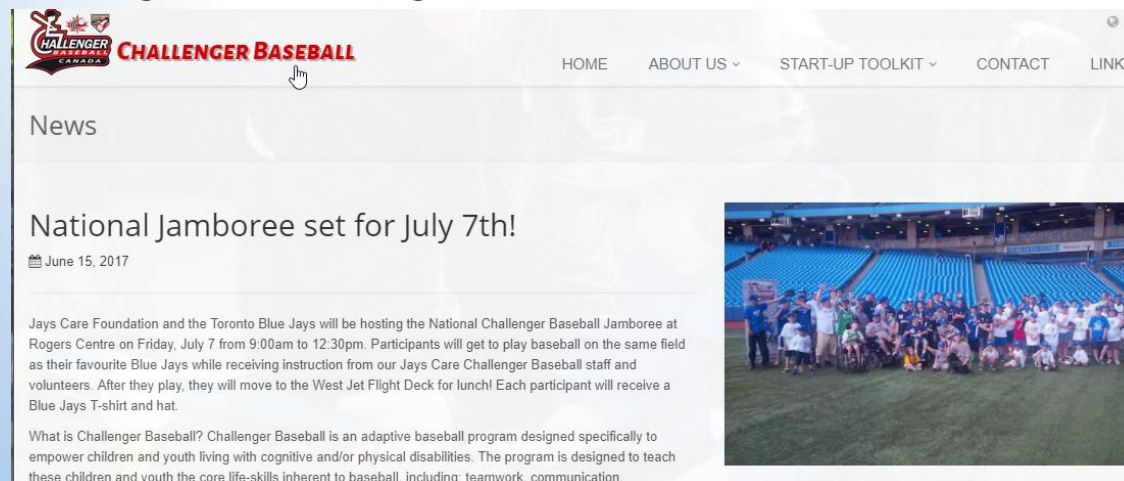 CHALLENGER
BASEBALL
CANADA
CHALLENGER BASEBALL
HOME ABOUT US START-UP TOOLKIT CONTACT LINK
News
National Jamboree set for July 7th!
June 15, 2017
Jays Care Foundation and the Toronto Blue Jays will be hosting the National Challenger Baseball Jamboree at
Rogers Centre on Friday, July 7 from 9:00am to 12:30pm. Participants will get to play baseball on the same field
as their favourite Blue Jays while receiving instruction from our Jays Care Challenger Baseball staff and
volunteers. After they play, they will move to the West Jet Flight Deck for lunch! Each participant will receive a
Blue Jays T-shirt and hat.
What is Challenger Baseball? Challenger Baseball is an adaptive baseball program designed specifically to
empower children and youth living with cognitive and/or physical disabilities. The program is designed to teach
these children and youth the core life-skills inherent to baseball, including: teamwork, communication